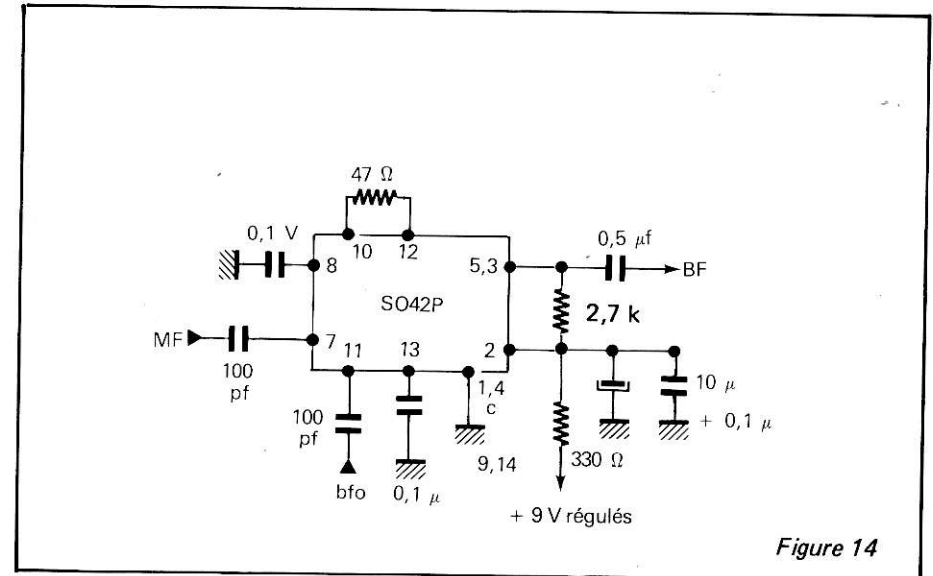 47 Ω
0,1 V
10
12
0,5 µf
8
5,3
BF
SO42P
2,7 k
MF
7
11
13
2
100
pf
1,4
c
10 µ
100
pf
+ 0,1 µ
9,14
330 Ω
bfo
0,1 µ
+ 9 V régulés
Figure 14